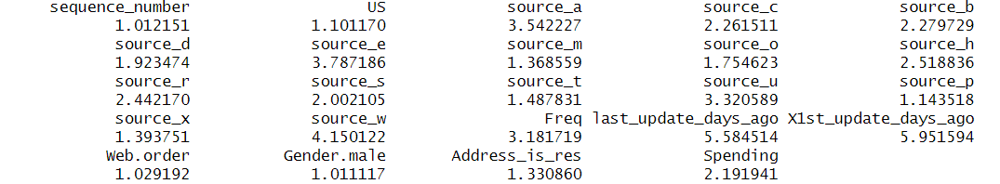 sequence_number US source_a source_c source_b
1.012151 1.101170 3.542227 2.261511 2.279729
source_d source_e source_m source_o source_h
1.923474 3.787186 1.368559 1.754623 2.518836
source_r source_s source_t source_u source_p
2.442170 2.002105 1.487831 3.320589 1.143518
source_x source_w Freq last_update_days_ago X1st_update_days_ago
1.393751 4.150122 3.181719 5.584514 5.951594
Web.order Gender.male Address_is_res Spending
1.029192 1.011117 1.330860 2.191941